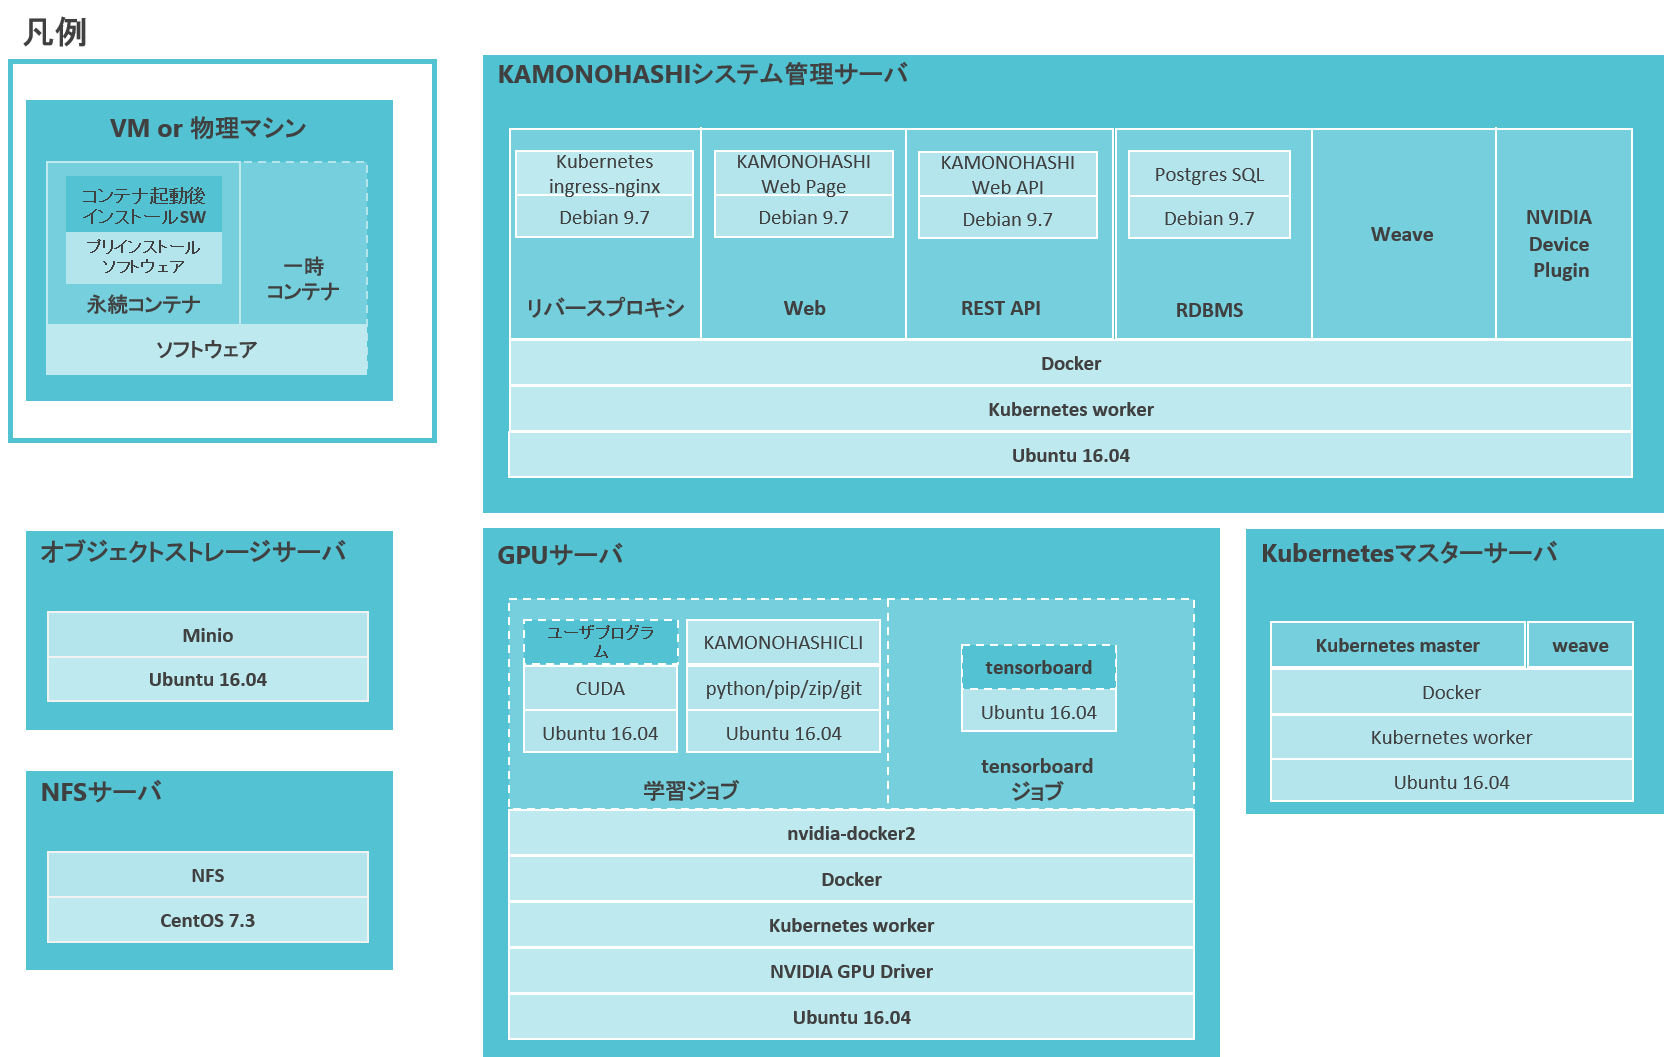 凡例
VM or 物理マシン
コンテナ起動後
インストールSW
プリインストール
ソフトウェア
永続コンテナ
一時
コンテナ
ソフトウェア
KAMONOHASHIシステム管理サーバ
Kubernetes
ingress-nginx
Debian 9.7
リバースプロキシ
KAMONOHASHI
Web Page
Debian 9.7
Web
KAMONOHASHI
Web API
Debian 9.7
REST API
Postgres SQL
Debian 9.7
RDBMS
Weave
NVIDIA
Device
Plugin
Docker
Kubernetes worker
Ubuntu 16.04
オブジェクトストレージサーバ
Minio
Ubuntu 16.04
NFSサーバ
NFS
CentOS 7.3
GPUサーバ
ユーザプログラ
ム
CUDA
Ubuntu 16.04
KAMONOHASHICLI
python/pip/zip/git
Ubuntu 16.04
学習ジョブ
tensorboard
Ubuntu 16.04
tensorboard
ジョブ
nvidia-docker2
Docker
Kubernetes worker
NVIDIA GPU Driver
Ubuntu 16.04
Kubernetesマスターサーバ
Kubernetes master
weave
Docker
Kubernetes worker
Ubuntu 16.04